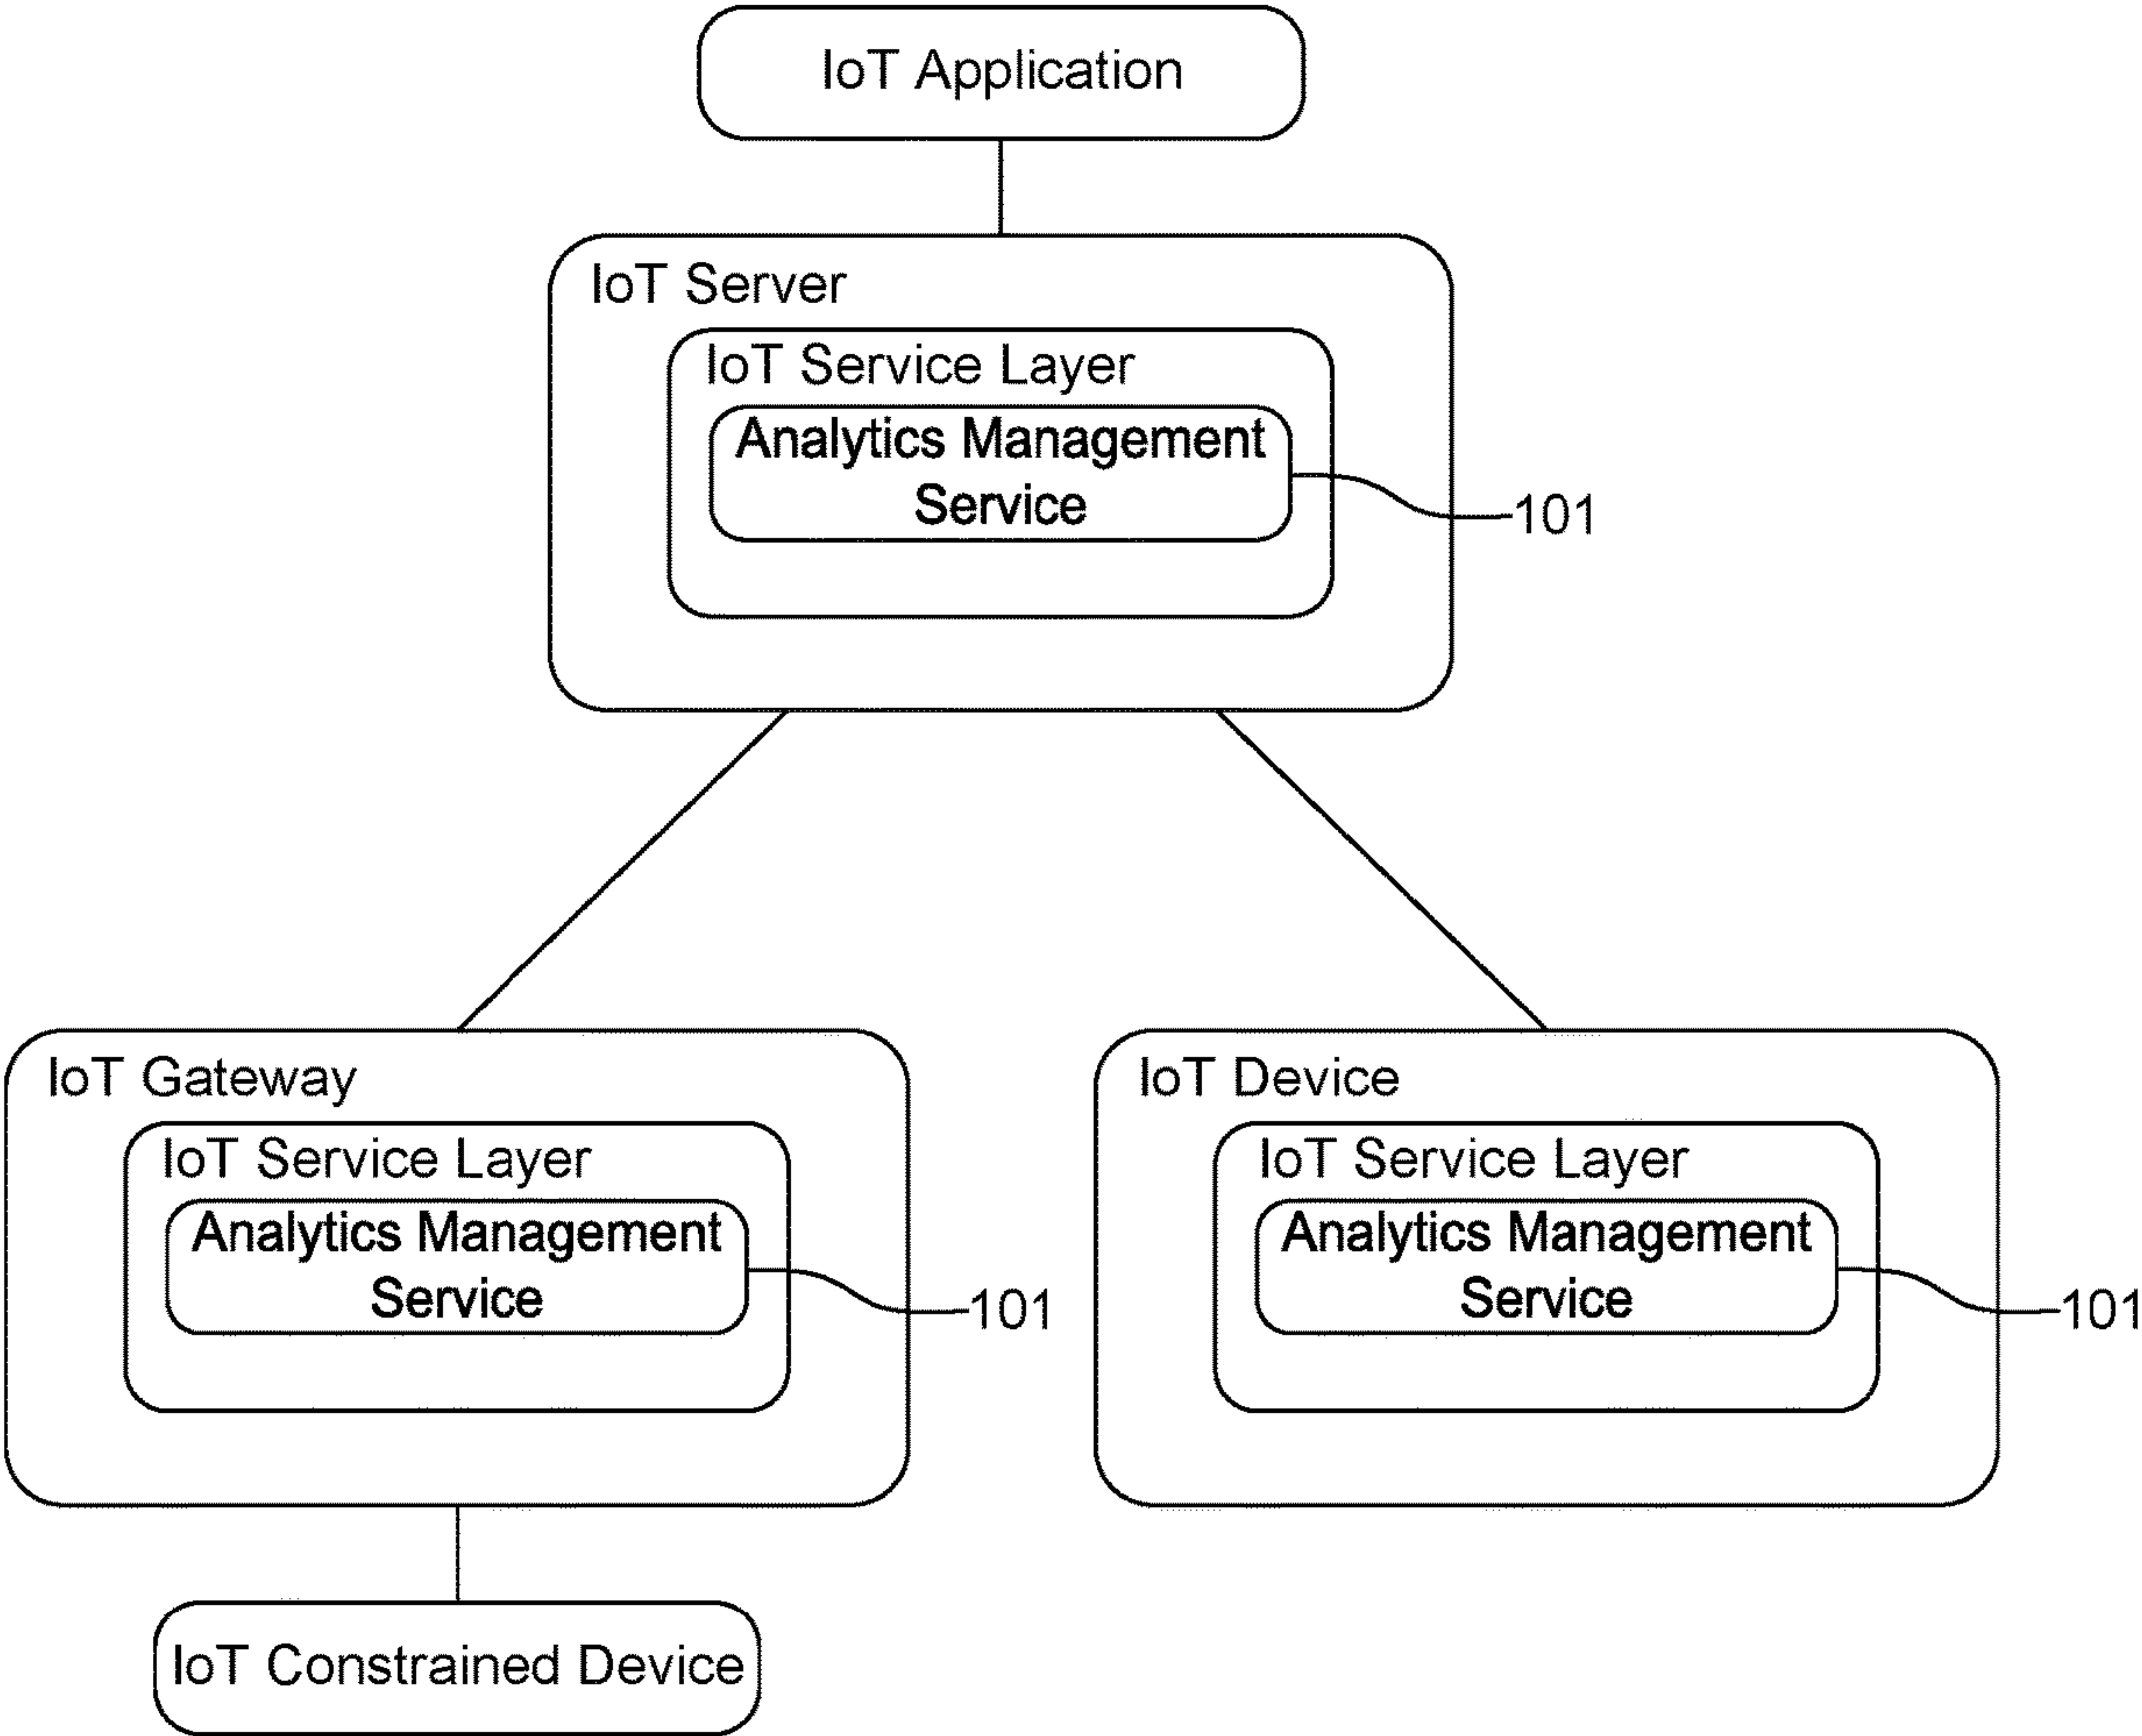 IoT Application
IoT Server
IoT Service Layer
Analytics Management
Service
101
IoT Gateway
IoT Service Layer
Analytics Management
Service
101
IoT Device
IoT Service Layer
Analytics Management
Service
101
IoT Constrained Device